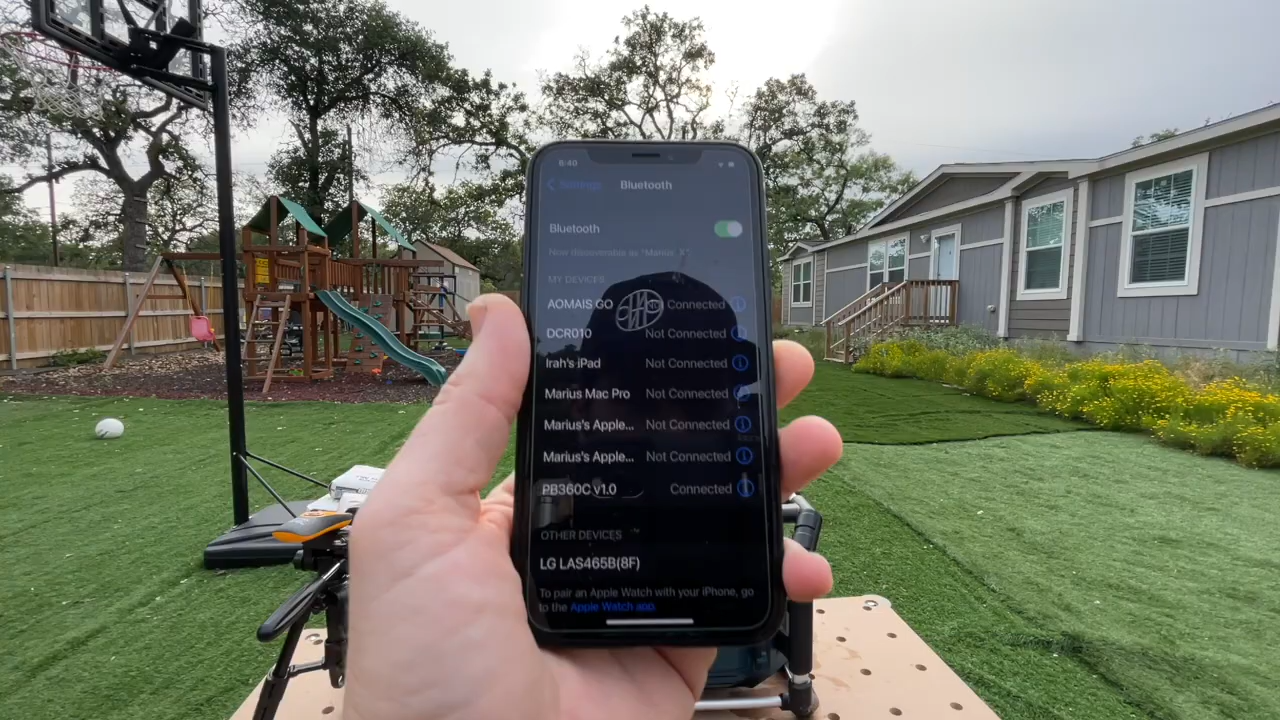 6:40
Settings Bluetooth
Bluetooth
Now discoverable as "Marius_X"
MY DEVICES
AOMAIS GO Not Connected
DCR010 Not Connected
Irah's iPad Not Connected
Marius Mac Pro Not Connected
Marius's Apple... Not Connected
Marius's Apple... Not Connected
PB360C v1.0 Connected
OTHER DEVICES
LG LAS465B(8F)
To pair an Apple Watch with your iPhone, go
to the Apple Watch app.